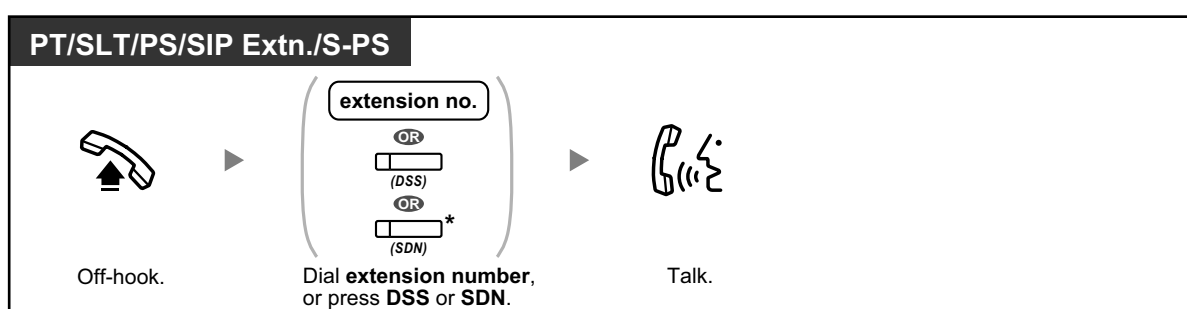 PT/SLT/PS/SIP Extn./S-PS
extension no.
OR
(DSS)
OR
*
(SDN)
Off-hook.
Dial extension number,
or press DSS or SDN.
Talk.